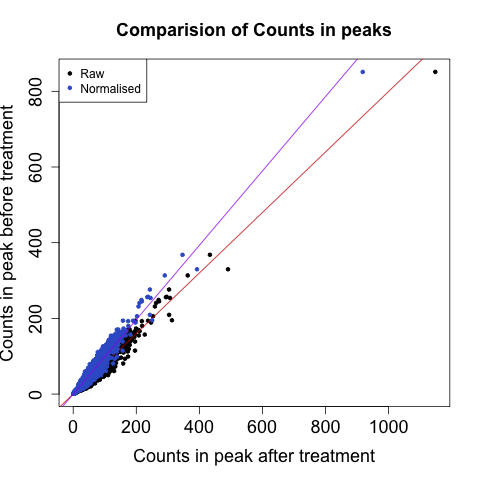 Comparision of Counts in peaks
Raw
Normalised
Counts in peak before treatment
800
600
400
200
0
0 200 400 600 800 1000
Counts in peak after treatment